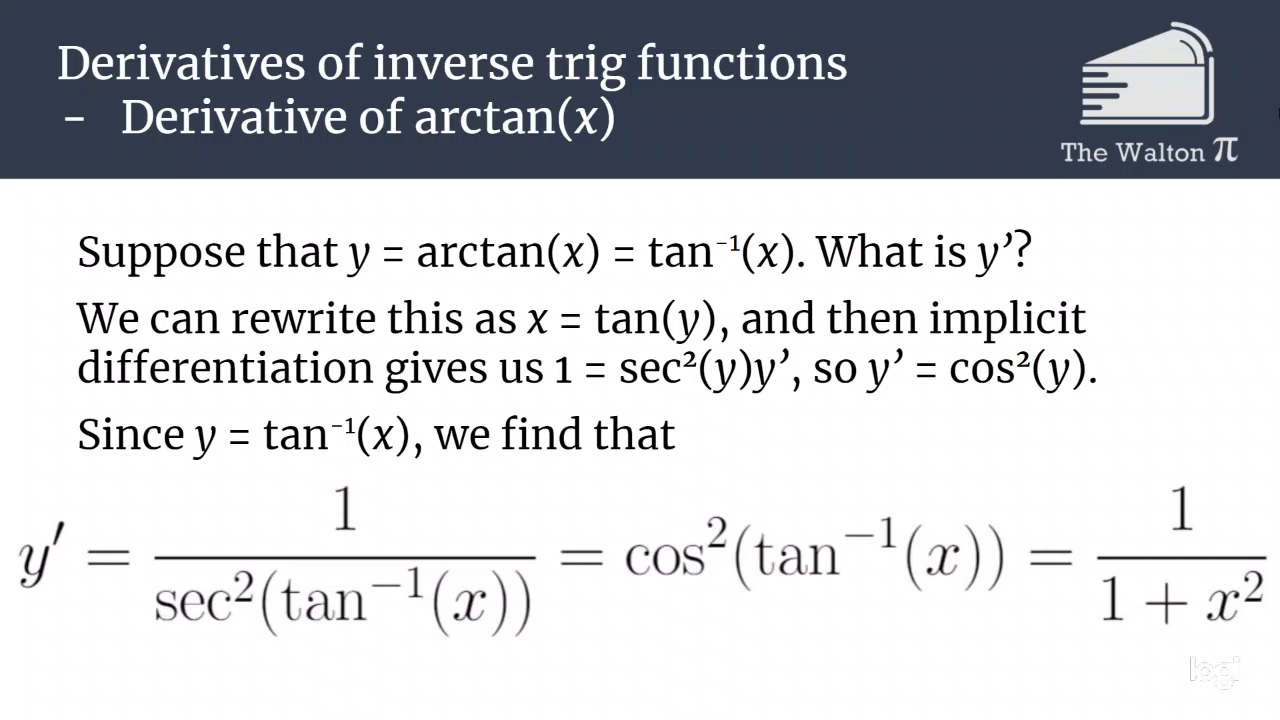 Derivatives of inverse trig functions
- Derivative of arctan(x)
The Walton π
Suppose that y = arctan(x) = tan⁻¹(x). What is y’?
We can rewrite this as x = tan(y), and then implicit
differentiation gives us 1 = sec²(y)y’, so y’ = cos²(y).
Since y = tan⁻¹(x), we find that
y′ = 1 / sec²(tan⁻¹(x)) = cos²(tan⁻¹(x)) = 1 / 1 + x²